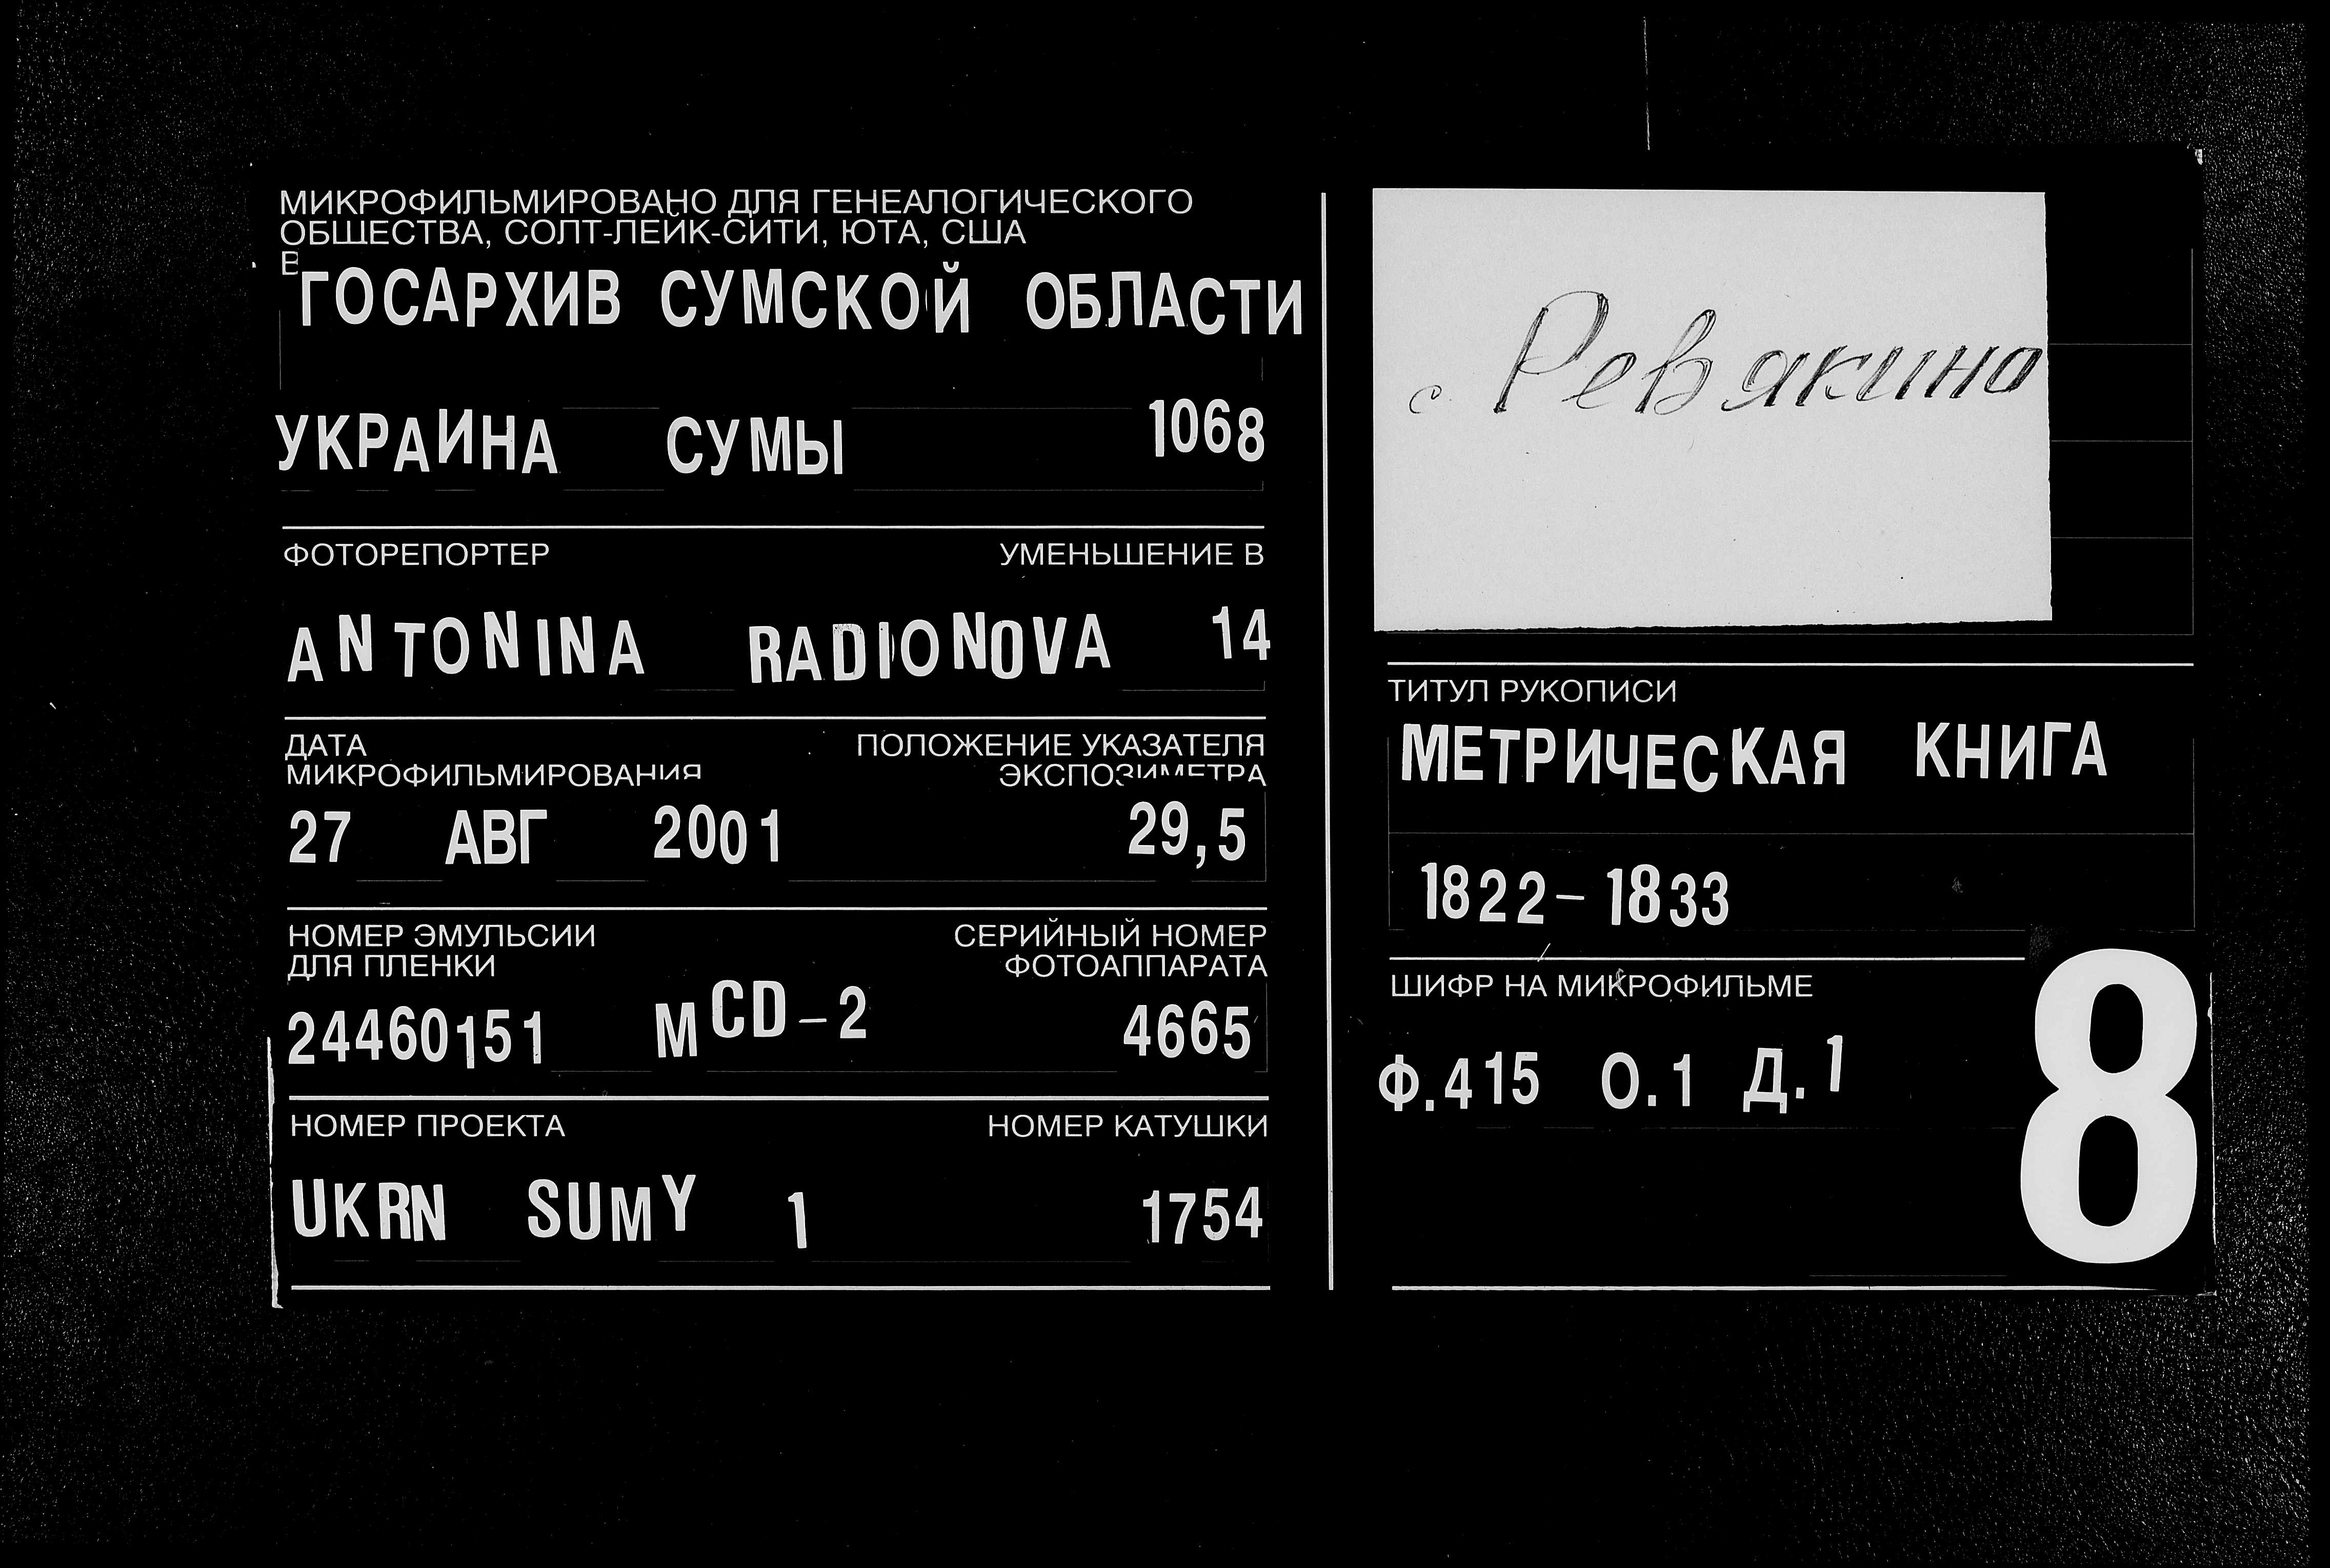 МИКРОФИЛЬМИРОВАНО ДЛЯ ГЕНЕАЛОГИЧЕСКОГО
ОБЩЕСТВА, СОЛТ-ЛЕЙК-СИТИ, ЮТА, США
В
ГОСАРХИВ СУМСКОЙ ОБЛАСТИ
УКРАИНА СУМЫ 1068
ФОТОРЕПОРТЕР УМЕНЬШЕНИЕ В
ANTONINA RADIONOVA 14
ДАТА ПОЛОЖЕНИЕ УКАЗАТЕЛЯ
МИКРОФИЛЬМИРОВАНИЯ ЭКСПОЗИМЕТРА
27 АВГ 2001 29,5
НОМЕР ЭМУЛЬСИИ СЕРИЙНЫЙ НОМЕР
ДЛЯ ПЛЕНКИ ФОТОАППАРАТА
24460151 MCD-2 4665
НОМЕР ПРОЕКТА НОМЕР КАТУШКИ
UKRN SUMY 1 1754
с. Ревякино
ТИТУЛ РУКОПИСИ
МЕТРИЧЕСКАЯ КНИГА
1822-1833
ШИФР НА МИКРОФИЛЬМЕ
Ф.415 О.1 Д.1
8